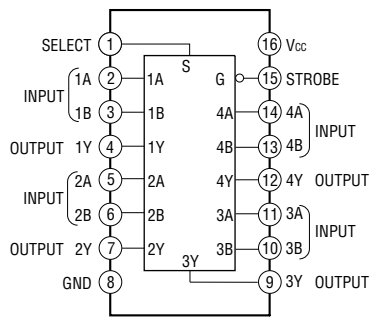 SELECT 1 S 16 Vcc
1A 2 1A G 15 STROBE
INPUT
1B 3 1B 4A 14 4A
INPUT
OUTPUT 1Y 4 1Y 4B 13 4B
2A 5 2A 4Y 12 4Y OUTPUT
INPUT
2B 6 2B 3A 11 3A
INPUT
OUTPUT 2Y 7 2Y 3B 10 3B
GND 8 3Y 9 3Y OUTPUT